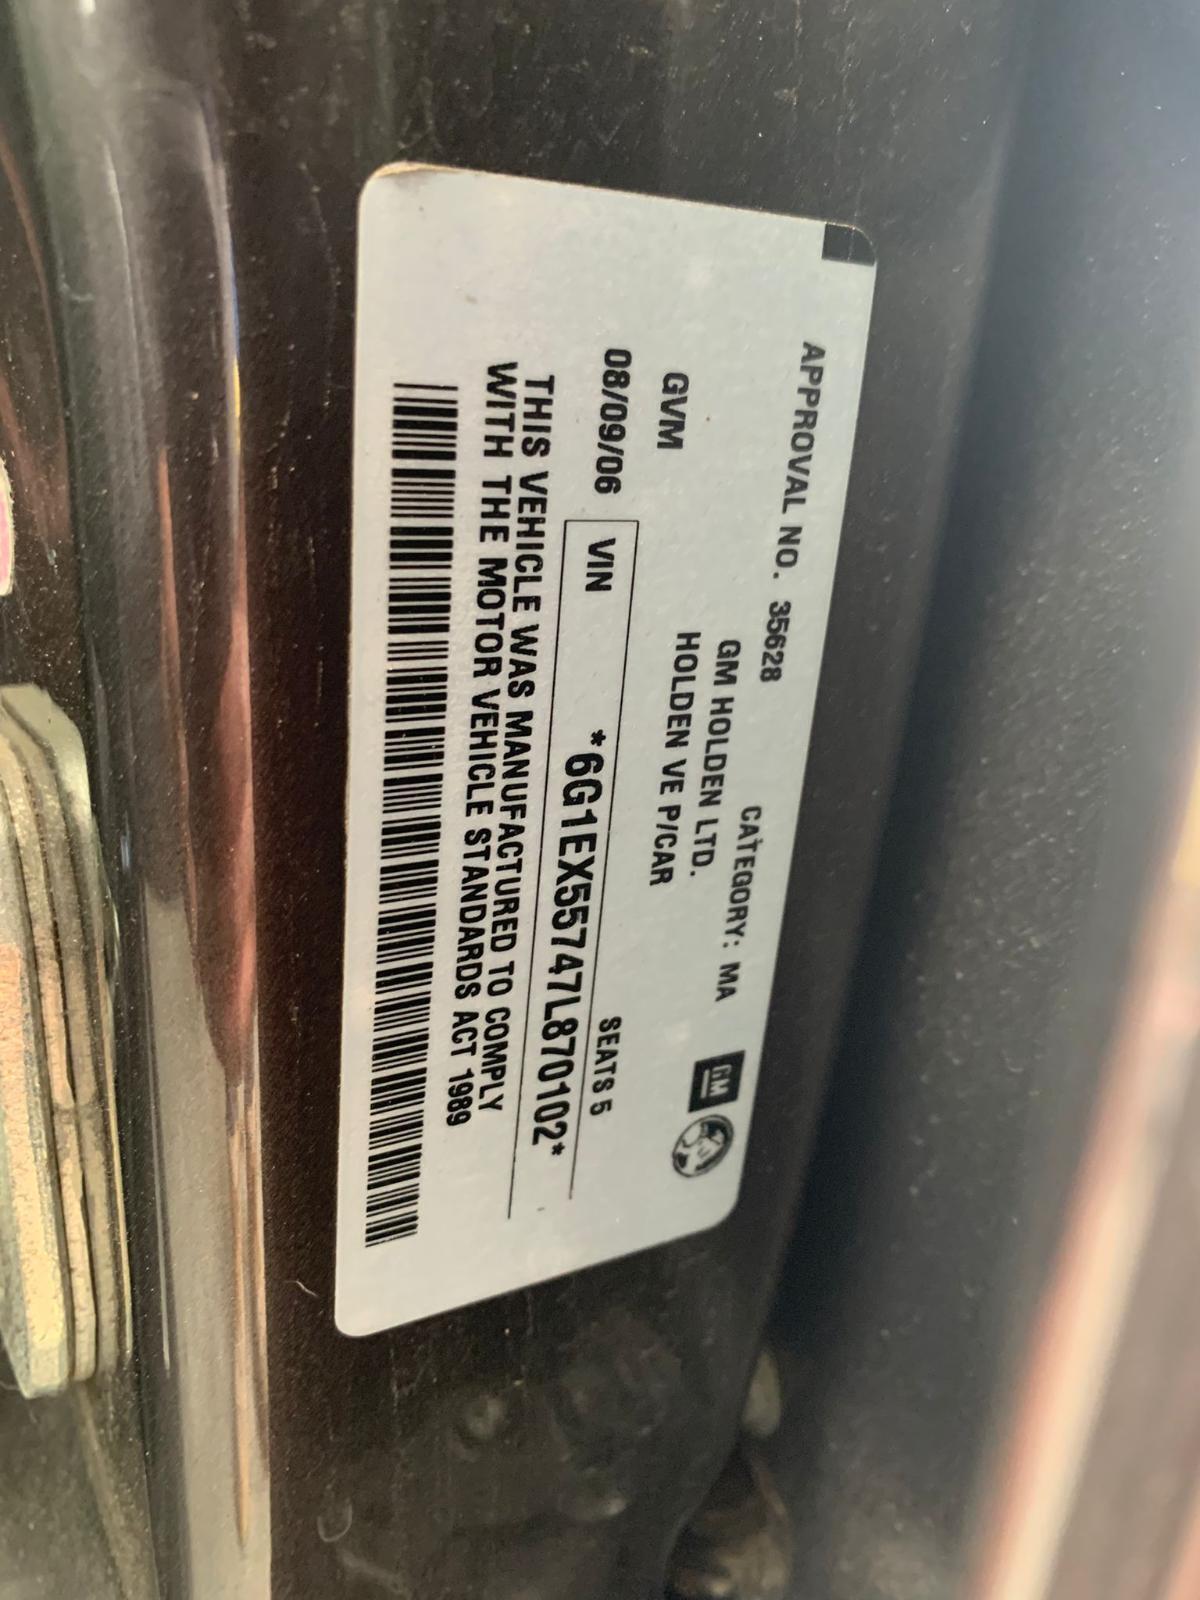 APPROVAL NO. 35628 CATEGORY: MA
GM
GM HOLDEN LTD.
HOLDEN VE P/CAR
GVM
SEATS 5
08/09/06 VIN *6G1EX55747L870102*
THIS VEHICLE WAS MANUFACTURED TO COMPLY
WITH THE MOTOR VEHICLE STANDARDS ACT 1989